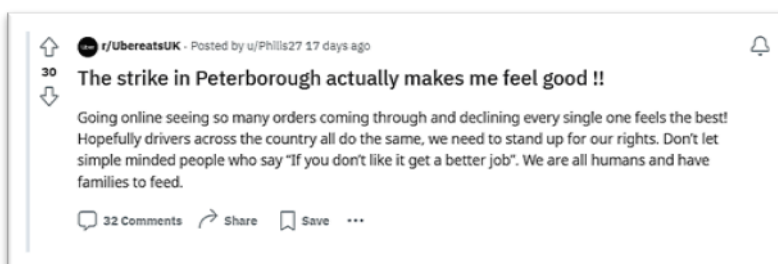 r/UbereatsUK · Posted by u/Philis27 17 days ago
30
The strike in Peterborough actually makes me feel good !!
Going online seeing so many orders coming through and declining every single one feels the best!
Hopefully drivers across the country all do the same, we need to stand up for our rights. Don't let
simple minded people who say "If you don't like it get a better job". We are all humans and have
families to feed.
32 Comments Share Save ···